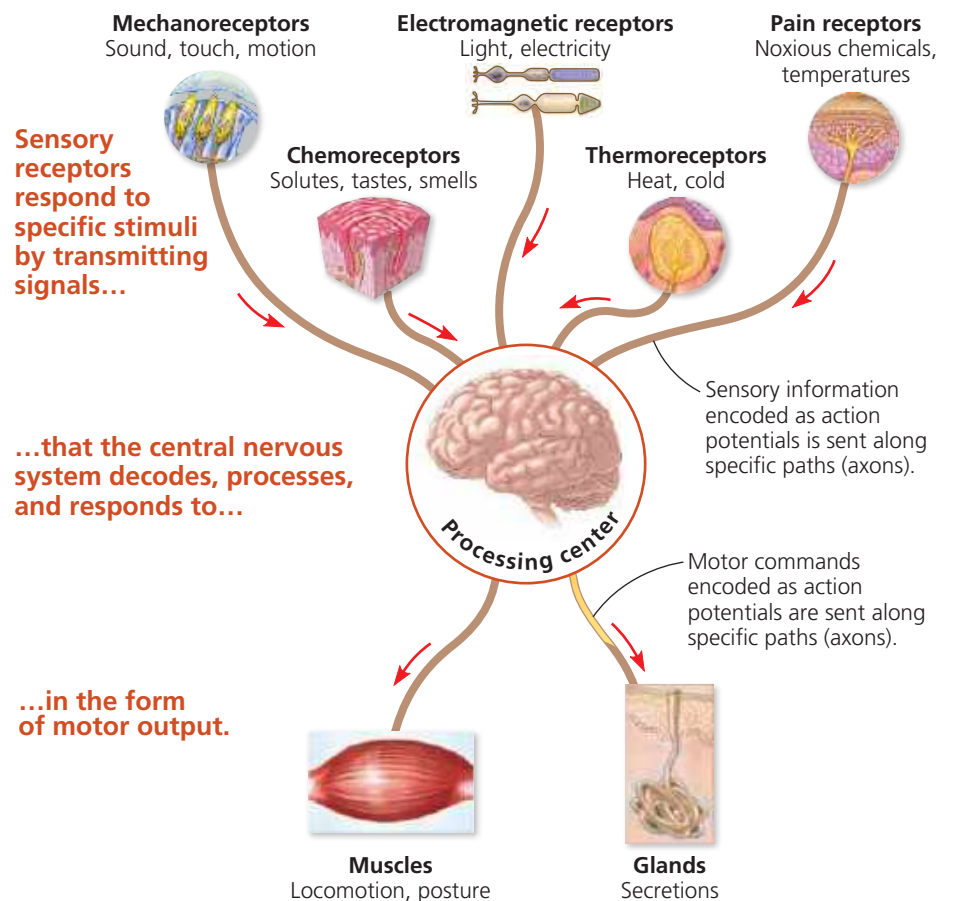 Mechanoreceptors
Sound, touch, motion
Electromagnetic receptors
Light, electricity
Pain receptors
Noxious chemicals,
temperatures
Sensory
receptors
respond to
specific stimuli
by transmitting
signals…
Chemoreceptors
Solutes, tastes, smells
Thermoreceptors
Heat, cold
Sensory information
encoded as action
potentials is sent along
specific paths (axons).
…that the central nervous
system decodes, processes,
and responds to…
Processing center
Motor commands
encoded as action
potentials are sent along
specific paths (axons).
…in the form
of motor output.
Muscles
Locomotion, posture
Glands
Secretions